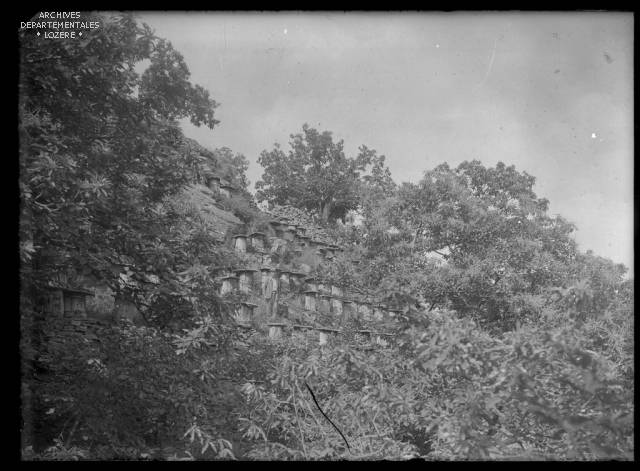 ARCHIVES
DEPARTEMENTALES
* LOZERE *